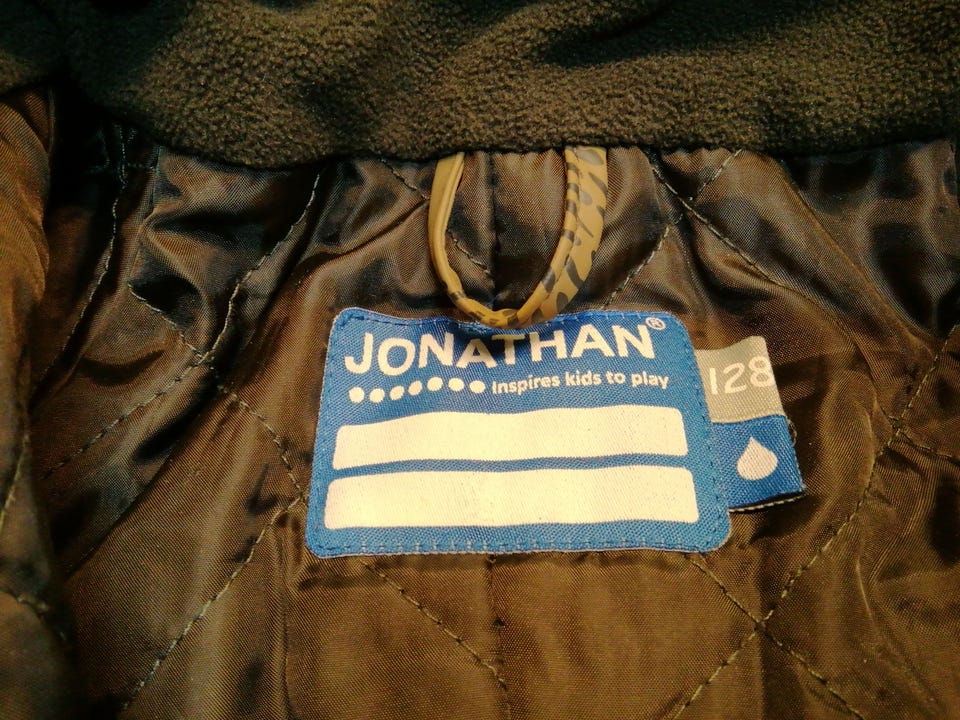 JONATHAN®
Inspires kids to play
128